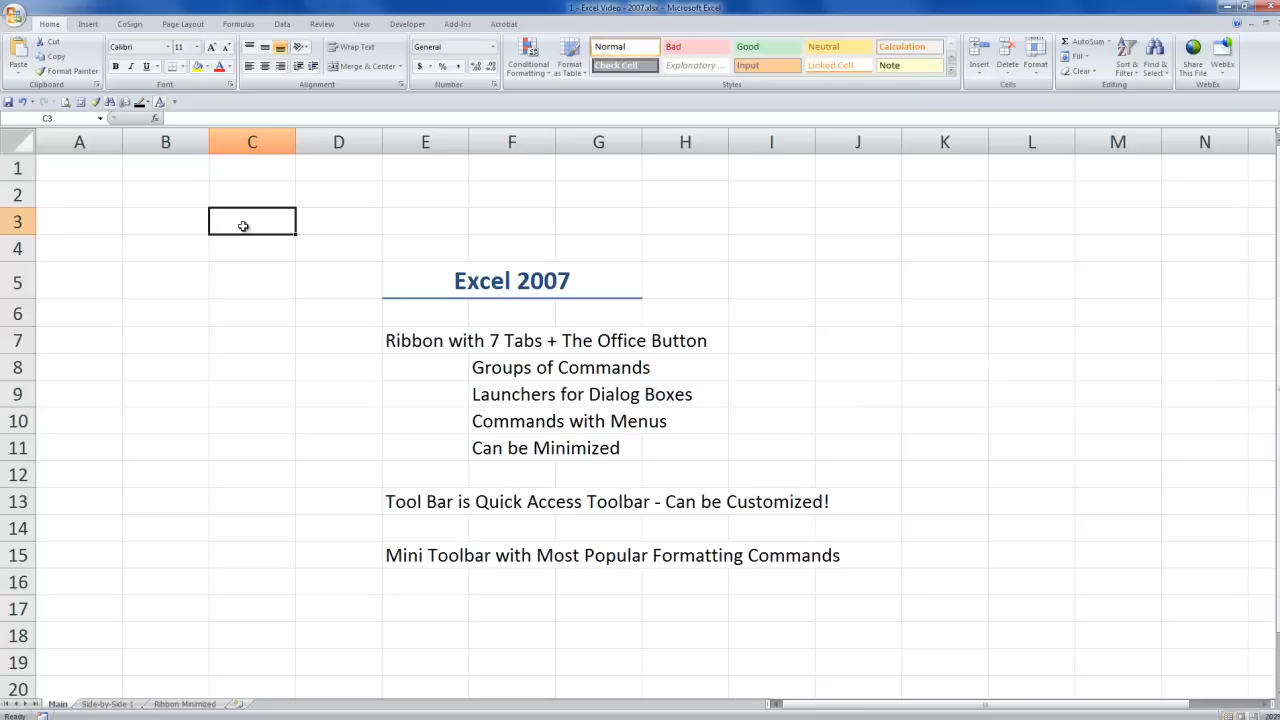 1 - Excel Video - 2007.xlsx - Microsoft Excel
Home Insert CoSign Page Layout Formulas Data Review View Developer Add-Ins Acrobat
Paste
Cut
Copy
Format Painter
Clipboard
Calibri 11
B I U
Font
Wrap Text
Merge & Center
Alignment
General
$ % ,
Number
Conditional Formatting
Format as Table
Normal Bad Good Neutral Calculation
Check Cell Explanatory ... Input Linked Cell Note
Styles
Insert Delete Format
Cells
AutoSum
Fill
Clear
Sort & Filter
Find & Select
Editing
Share This File
WebEx
WebEx
C3 fx
A B C D E F G H I J K L M N
1
2
3
4
5 Excel 2007
6
7 Ribbon with 7 Tabs + The Office Button
8 Groups of Commands
9 Launchers for Dialog Boxes
10 Commands with Menus
11 Can be Minimized
12
13 Tool Bar is Quick Access Toolbar - Can be Customized!
14
15 Mini Toolbar with Most Popular Formatting Commands
16
17
18
19
20
Main Side-by-Side 1 Ribbon Minimized
Ready